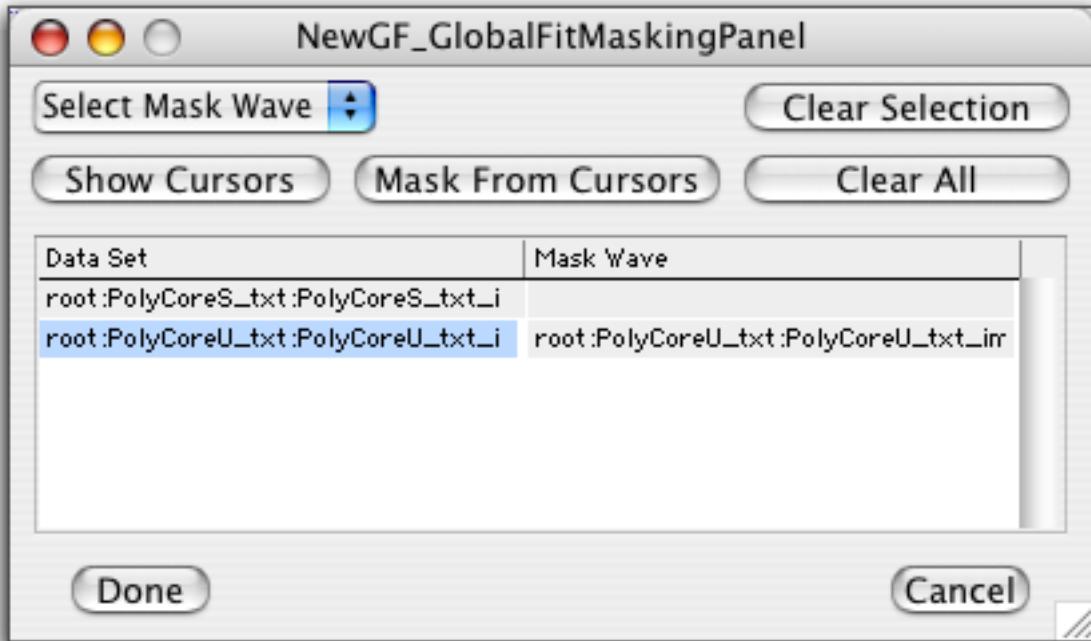 NewGF_GlobalFitMaskingPanel
Select Mask Wave Clear Selection
Show Cursors Mask From Cursors Clear All
Data Set Mask Wave
root:PolyCoreS_txt:PolyCoreS_txt_i
root:PolyCoreU_txt:PolyCoreU_txt_i root:PolyCoreU_txt:PolyCoreU_txt_im
Done Cancel